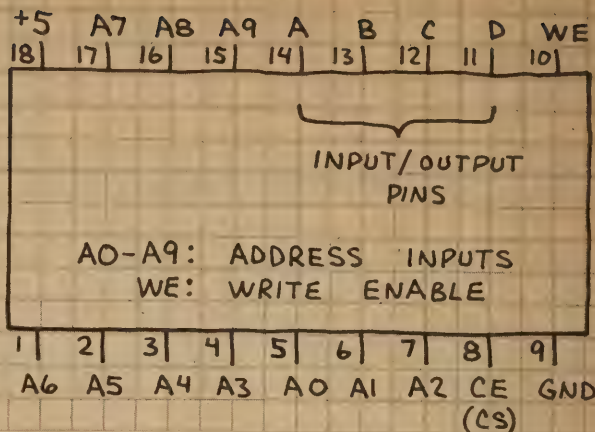 +5 A7 A8 A9 A B C D WE
18 17 16 15 14 13 12 11 10
INPUT/OUTPUT
PINS
A0-A9: ADDRESS INPUTS
WE: WRITE ENABLE
1 2 3 4 5 6 7 8 9
A6 A5 A4 A3 A0 A1 A2 CE GND
(CS)